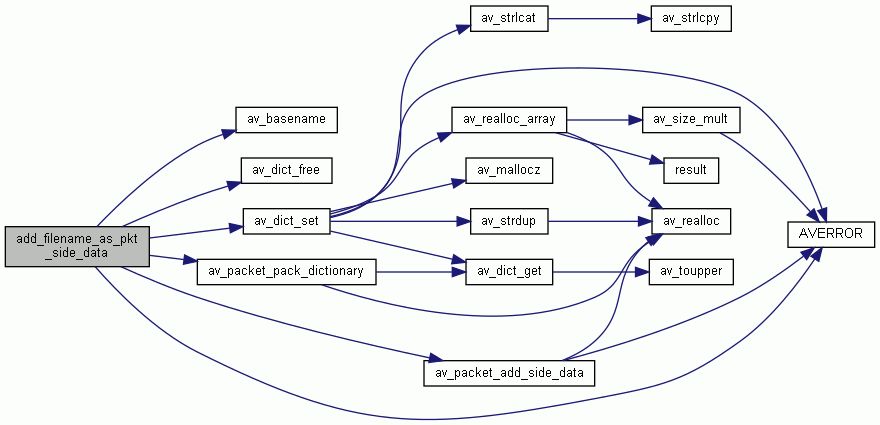 add_filename_as_pkt
_side_data
av_basename
av_dict_free
av_dict_set
av_packet_pack_dictionary
av_packet_add_side_data
av_strlcat
av_realloc_array
av_mallocz
av_strdup
av_dict_get
av_strlcpy
av_size_mult
result
av_realloc
av_toupper
AVERROR